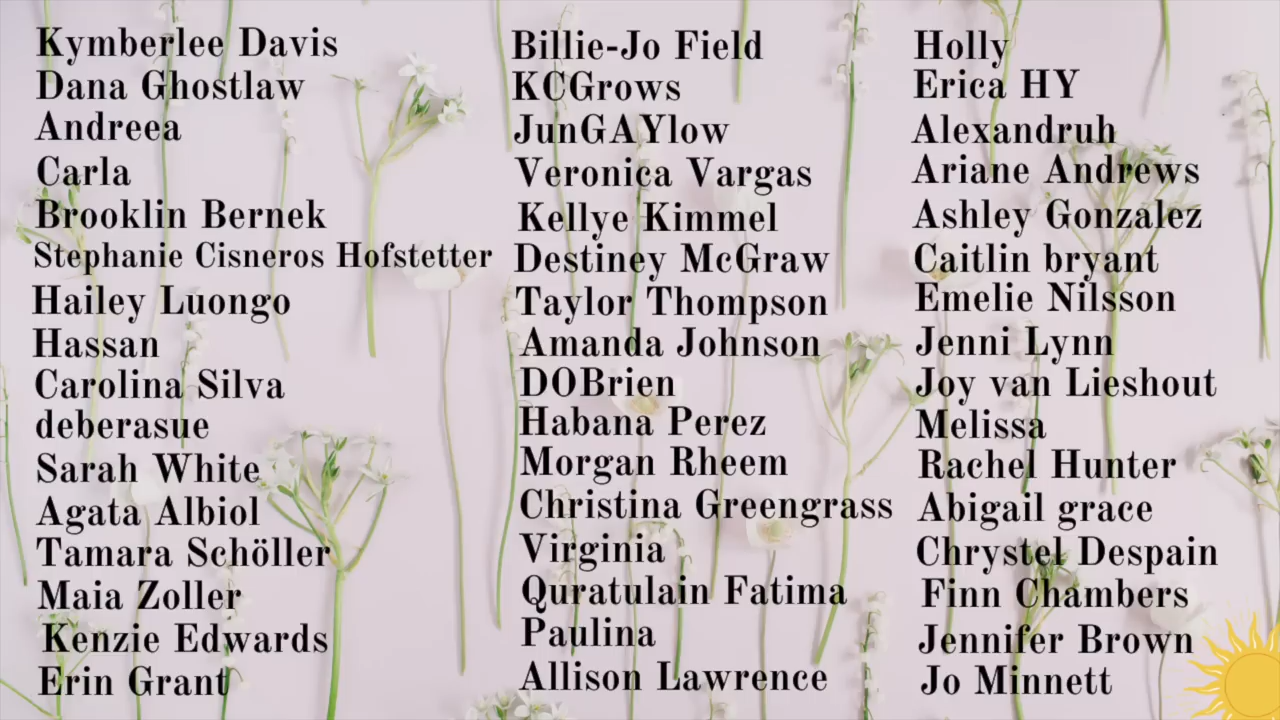 Kymberlee Davis
Dana Ghostlaw
Andreea
Carla
Brooklin Bernek
Stephanie Cisneros Hofstetter
Hailey Luongo
Hassan
Carolina Silva
deberasue
Sarah White
Agata Albiol
Tamara Schöller
Maia Zoller
Kenzie Edwards
Erin Grant
Billie-Jo Field
KCGrows
JunGAYlow
Veronica Vargas
Kellye Kimmel
Destiney McGraw
Taylor Thompson
Amanda Johnson
DOBrien
Habana Perez
Morgan Rheem
Christina Greengrass
Virginia
Quratulain Fatima
Paulina
Allison Lawrence
Holly
Erica HY
Alexandruh
Ariane Andrews
Ashley Gonzalez
Caitlin bryant
Emelie Nilsson
Jenni Lynn
Joy van Lieshout
Melissa
Rachel Hunter
Abigail grace
Chrystel Despain
Finn Chambers
Jennifer Brown
Jo Minnett